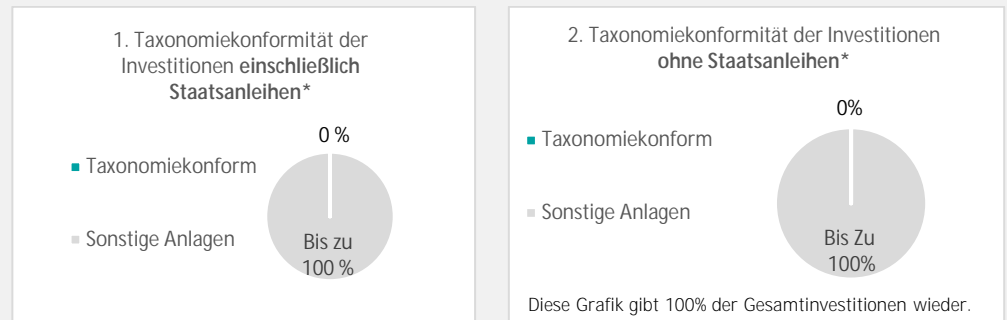 1. Taxonomiekonformität der
Investitionen einschließlich
Staatsanleihen*
0 %
Taxonomiekonform
Sonstige Anlagen
Bis zu
100 %
2. Taxonomiekonformität der Investitionen
ohne Staatsanleihen*
0%
Taxonomiekonform
Sonstige Anlagen
Bis Zu
100%
Diese Grafik gibt 100% der Gesamtinvestitionen wieder.